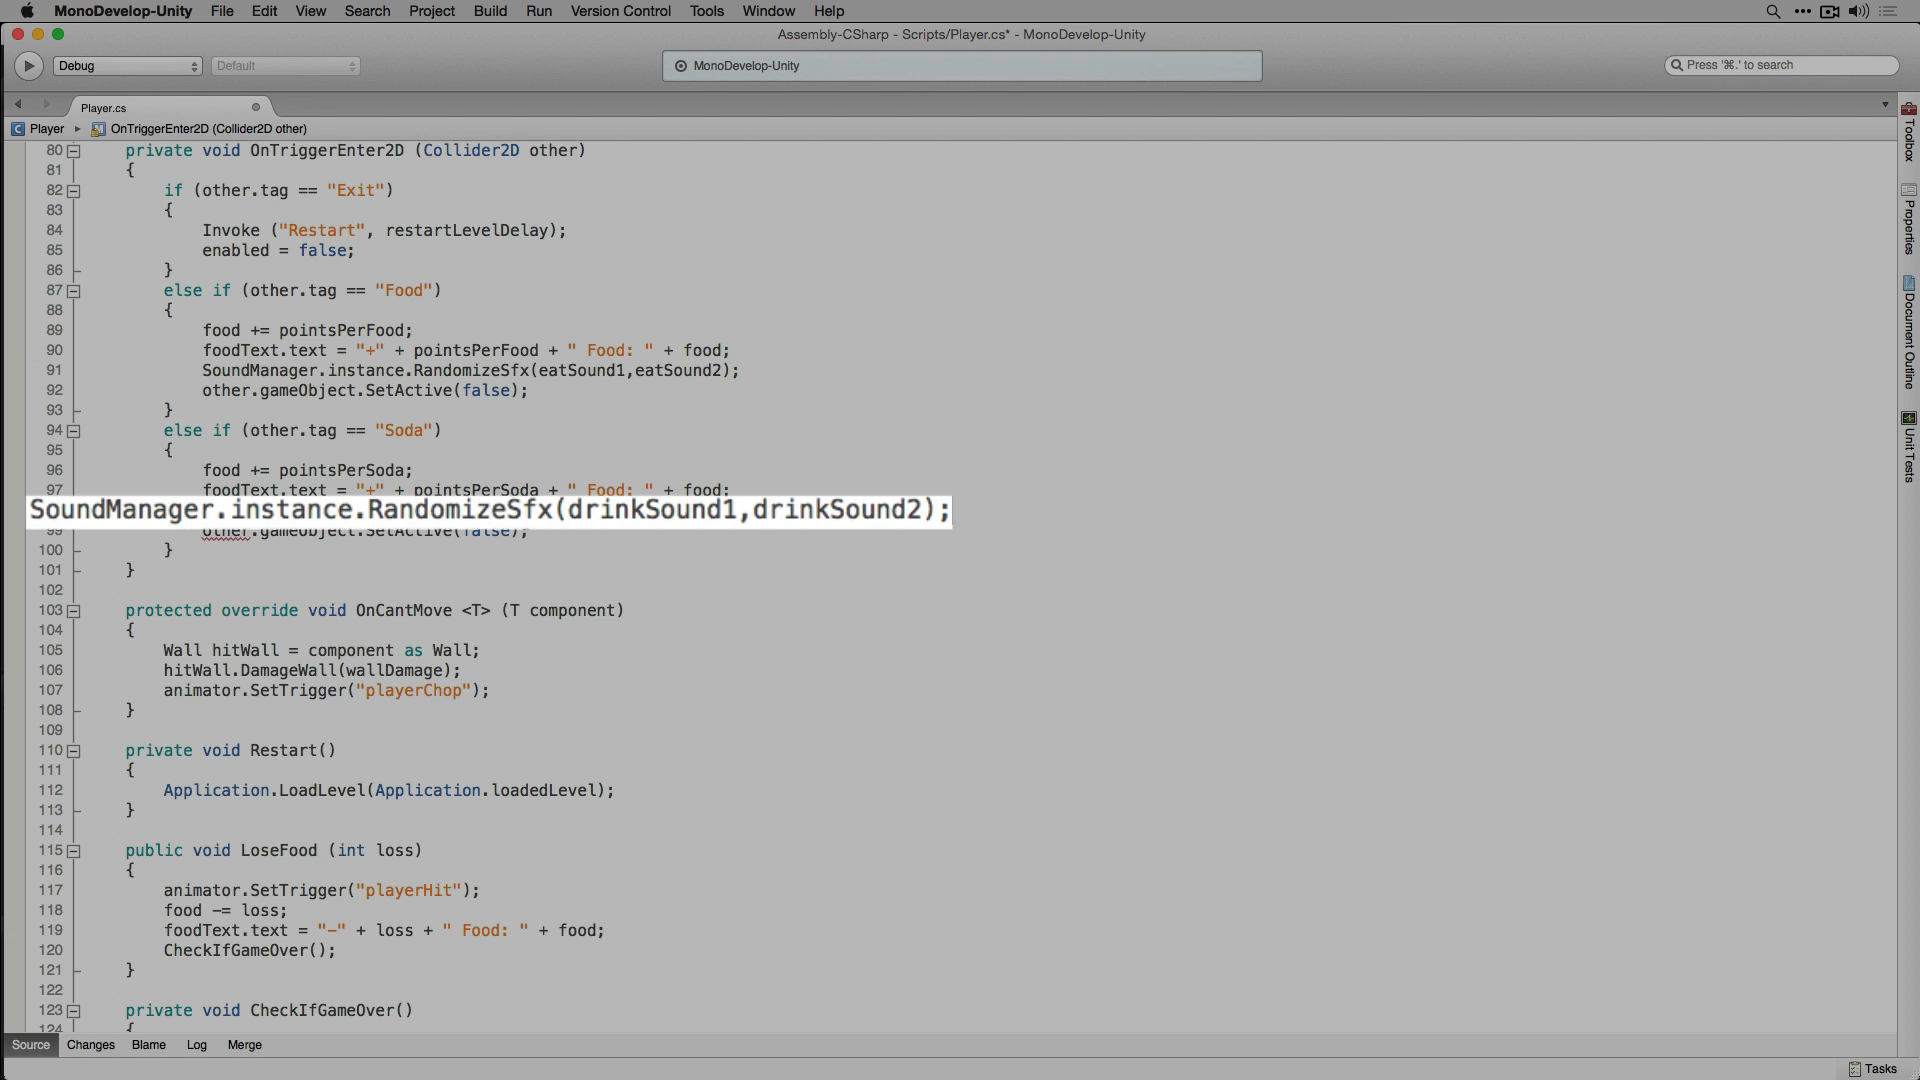 MonoDevelop-Unity File Edit View Search Project Build Run Version Control Tools Window Help
Assembly-CSharp - Scripts/Player.cs* - MonoDevelop-Unity
Debug Default MonoDevelop-Unity Press '⌘.' to search
Player.cs
Player OnTriggerEnter2D (Collider2D other)
80 private void OnTriggerEnter2D (Collider2D other)
81 {
82 if (other.tag == "Exit")
83 {
84 Invoke ("Restart", restartLevelDelay);
85 enabled = false;
86 }
87 else if (other.tag == "Food")
88 {
89 food += pointsPerFood;
90 foodText.text = "+" + pointsPerFood + " Food: " + food;
91 SoundManager.instance.RandomizeSfx(eatSound1,eatSound2);
92 other.gameObject.SetActive(false);
93 }
94 else if (other.tag == "Soda")
95 {
96 food += pointsPerSoda;
97 foodText.text = "+" + pointsPerSoda + " Food: " + food;
SoundManager.instance.RandomizeSfx(drinkSound1,drinkSound2);
99 other.gameObject.SetActive(false);
100 }
101 }
102
103 protected override void OnCantMove <T> (T component)
104 {
105 Wall hitWall = component as Wall;
106 hitWall.DamageWall(wallDamage);
107 animator.SetTrigger("playerChop");
108 }
109
110 private void Restart()
111 {
112 Application.LoadLevel(Application.loadedLevel);
113 }
114
115 public void LoseFood (int loss)
116 {
117 animator.SetTrigger("playerHit");
118 food -= loss;
119 foodText.text = "-" + loss + " Food: " + food;
120 CheckIfGameOver();
121 }
122
123 private void CheckIfGameOver()
124 {
Source Changes Blame Log Merge
Tasks
Toolbox
Properties
Document Outline
Unit Tests